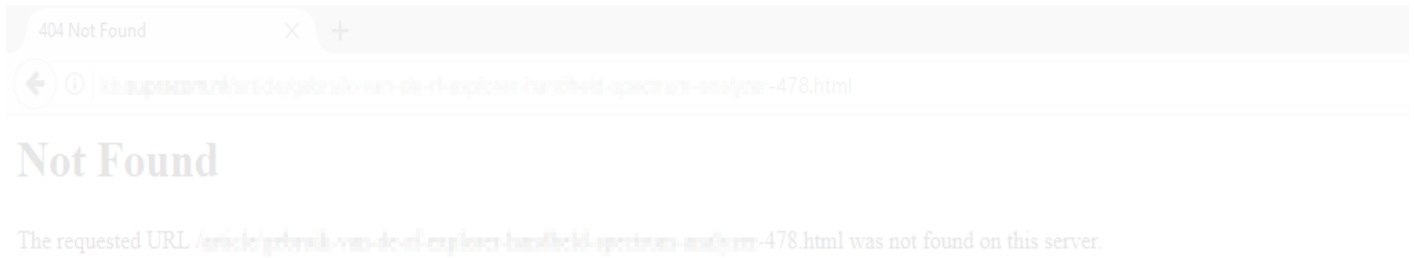 404 Not Found
-478.html
Not Found
The requested URL / -478.html was not found on this server.